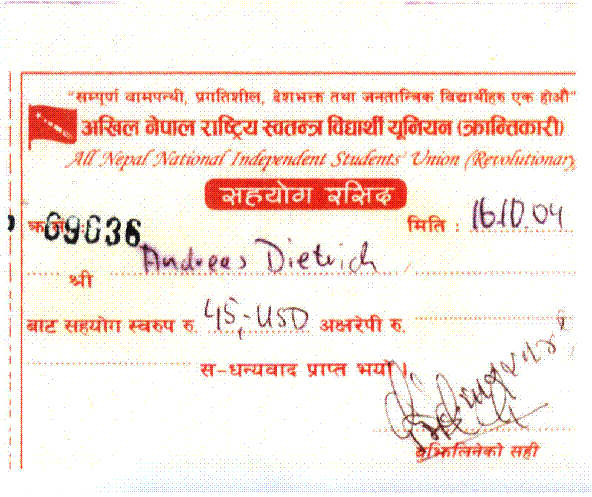 "सम्पूर्ण वामपन्थी, प्रगतिशील, देशभक्त तथा जनतान्त्रिक विद्यार्थीहरु एक होऔं"
अखिल नेपाल राष्ट्रिय स्वतन्त्र विद्यार्थी यूनियन (क्रान्तिकारी)
All Nepal National Independent Students' Union (Revolutionary
सहयोग रसिद
09036 मिति : 16.10.04
श्री Andreas Dietrich
बाट सहयोग स्वरुप रु. 45,- USD अक्षरेपी रु.
स-धन्यवाद प्राप्त भयो ।
बुझिलिनेको सही